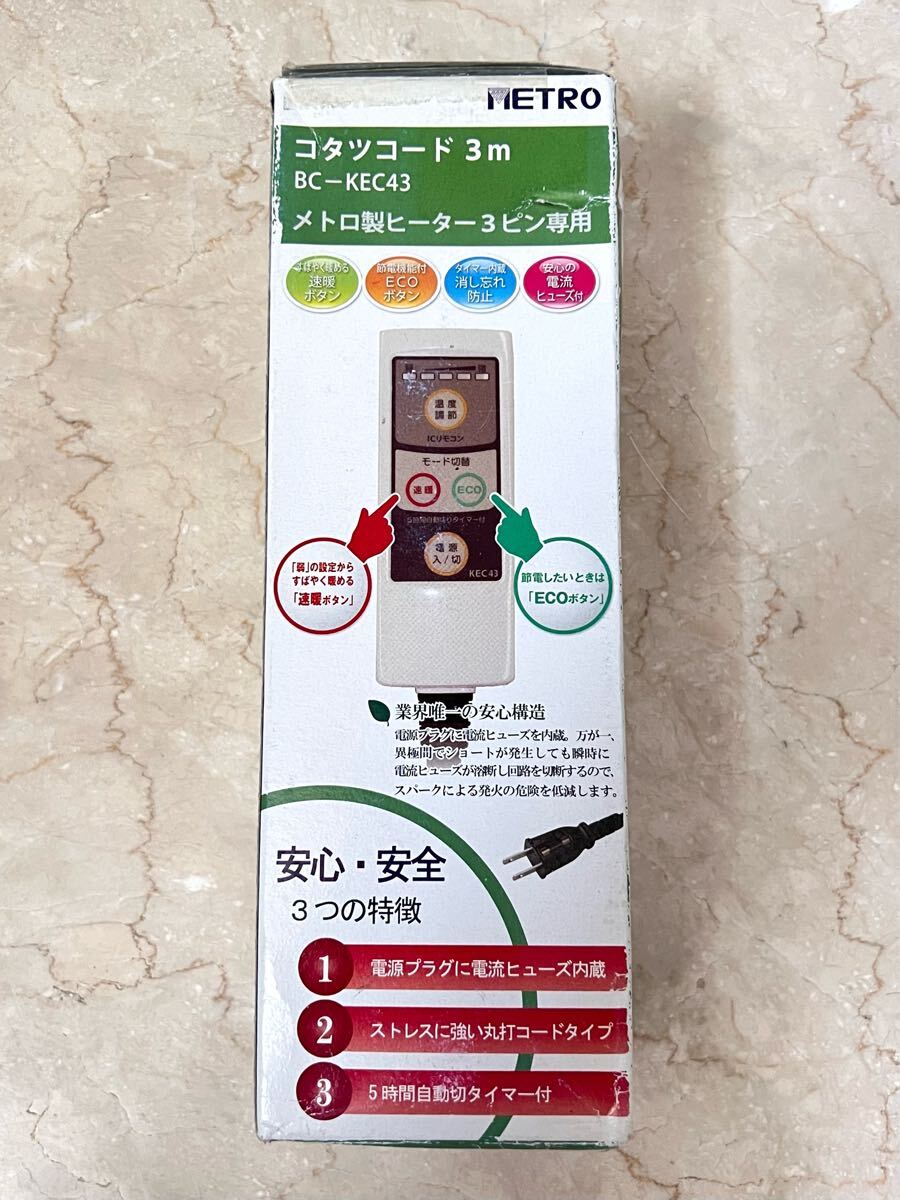 METRO
コタツコード 3m
BC-KEC43
メトロ製ヒーター3ピン専用
すばやく暖める
速暖
ボタン
節電機能付
ECO
ボタン
タイマー内蔵
消し忘れ
防止
安心の
電流
ヒューズ付
温度
調節
ICリモコン
モード切替
速暖
ECO
5時間自動切りタイマー付
電源
入/切
KEC43
「弱」の設定から
すばやく暖める
「速暖ボタン」
節電したいときは
「ECOボタン」
業界唯一の安心構造
電源プラグに電流ヒューズを内蔵。万が一、
異極間でショートが発生しても瞬時に
電流ヒューズが溶断し回路を切断するので、
スパークによる発火の危険を低減します。
安心・安全
3つの特徴
1 電源プラグに電流ヒューズ内蔵
2 ストレスに強い丸打コードタイプ
3 5時間自動切タイマー付